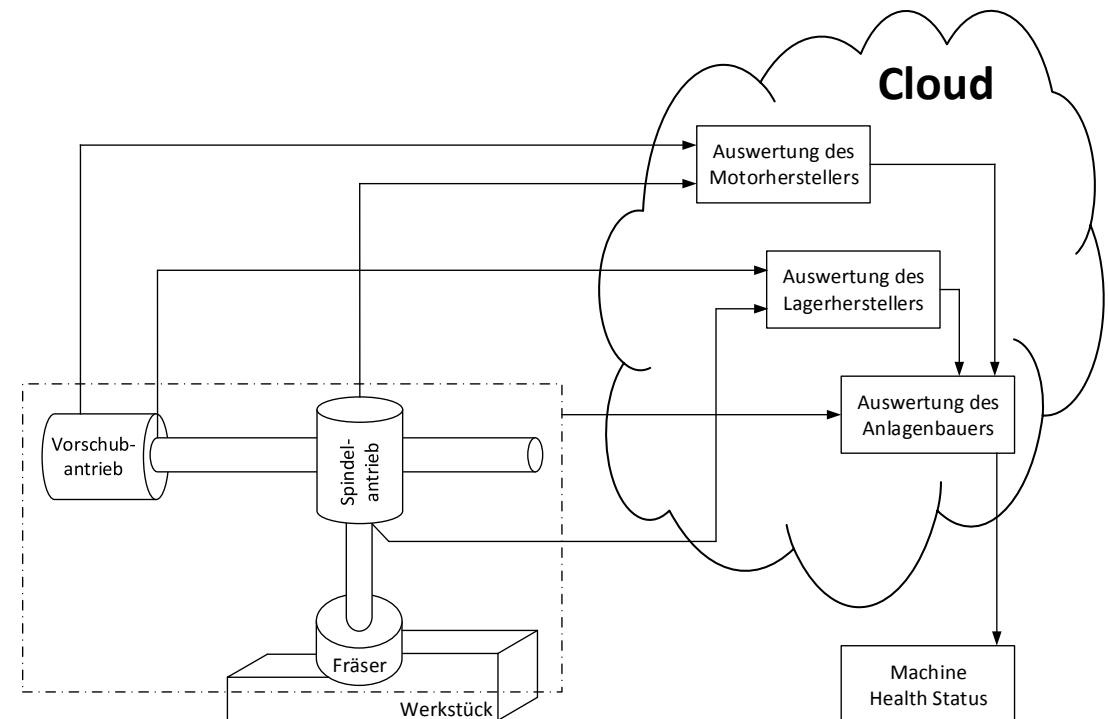 Cloud
Auswertung des
Motorherstellers
Auswertung des
Lagerherstellers
Auswertung des
Anlagenbauers
Vorschub-
antrieb
Spindel-
antrieb
Fräser
Werkstück
Machine
Health Status